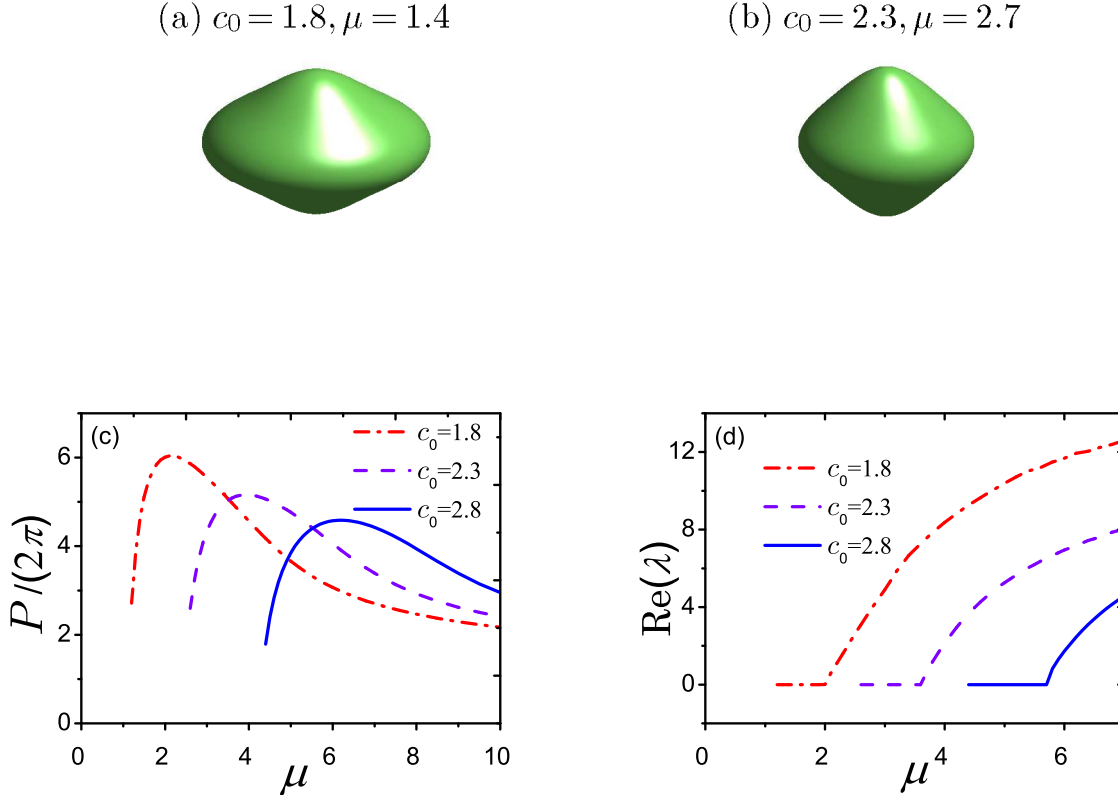 (a) c₀ = 1.8, μ = 1.4
(b) c₀ = 2.3, μ = 2.7
(c)
c₀=1.8
c₀=2.3
c₀=2.8
P/(2π)
6
4
2
0
0 2 4 6 8 10
μ
(d)
c₀=1.8
c₀=2.3
c₀=2.8
Re(λ)
12
8
4
0
0 2 4 6
μ